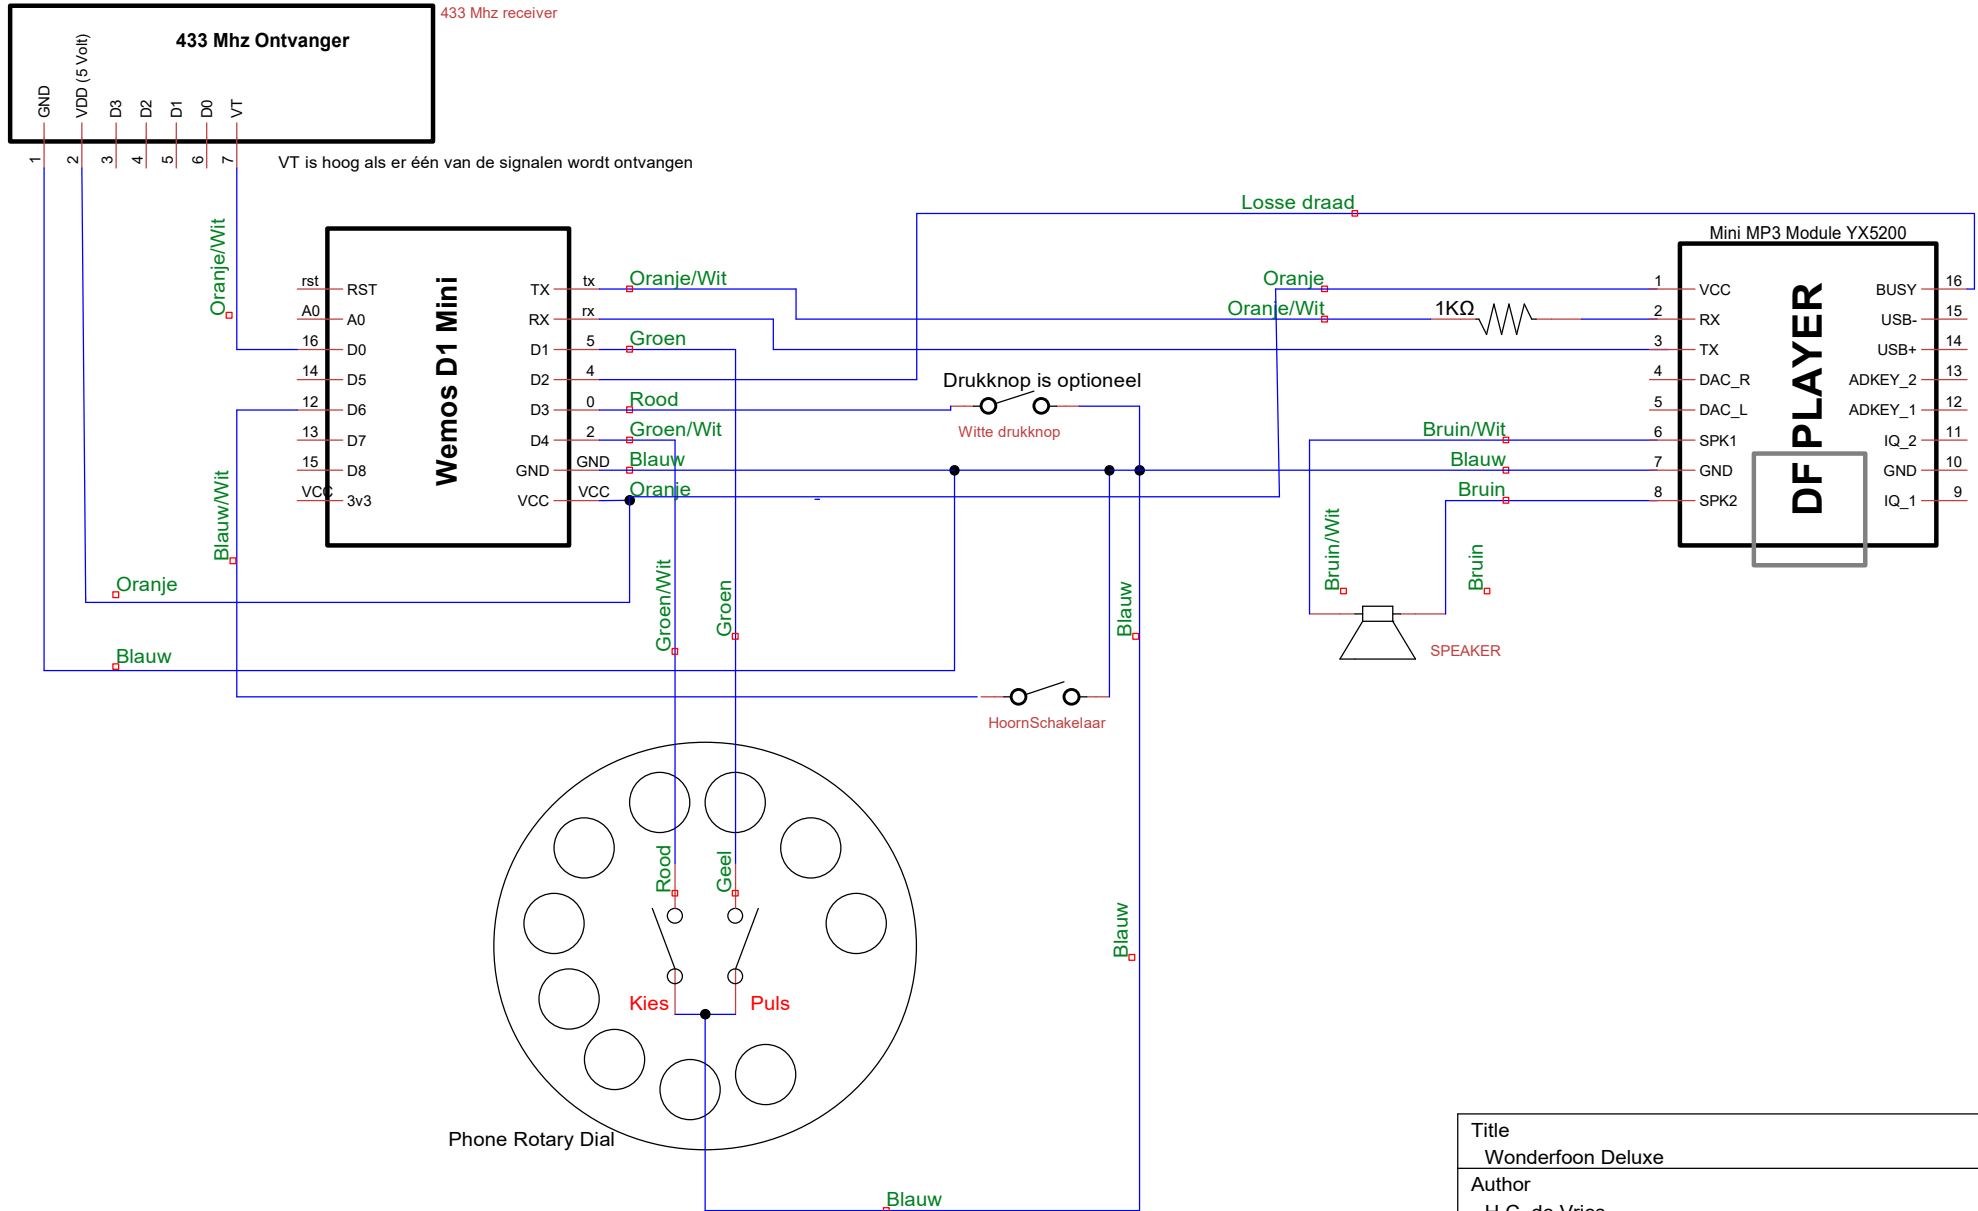 433 Mhz receiver
433 Mhz Ontvanger
GND
VDD (5 Volt)
D3
D2
D1
D0
VT
1
2
3
4
5
6
7
VT is hoog als er één van de signalen wordt ontvangen
Oranje/Wit
Blauw/Wit
Oranje
Blauw
Wemos D1 Mini
rst
RST
A0
A0
16
D0
14
D5
12
D6
13
D7
15
D8
VCC
3v3
TX
tx
Oranje/Wit
RX
rx
D1
5
Groen
D2
4
D3
0
Rood
D4
2
Groen/Wit
GND
GND
Blauw
VCC
VCC
Oranje
-
Losse draad
Drukknop is optioneel
Witte drukknop
Oranje
Oranje/Wit
1KΩ
Bruin/Wit
Blauw
Bruin
Mini MP3 Module YX5200
DF PLAYER
1
VCC
2
RX
3
TX
4
DAC_R
5
DAC_L
6
SPK1
7
GND
8
SPK2
BUSY
16
USB-
15
USB+
14
ADKEY_2
13
ADKEY_1
12
IQ_2
11
GND
10
IQ_1
9
Groen/Wit
Groen
Blauw
Bruin/Wit
Bruin
SPEAKER
HoornSchakelaar
Rood
Geel
Kies
Puls
Blauw
Phone Rotary Dial
Blauw
Title
Wonderfoon Deluxe
Author
H.C. de Vries